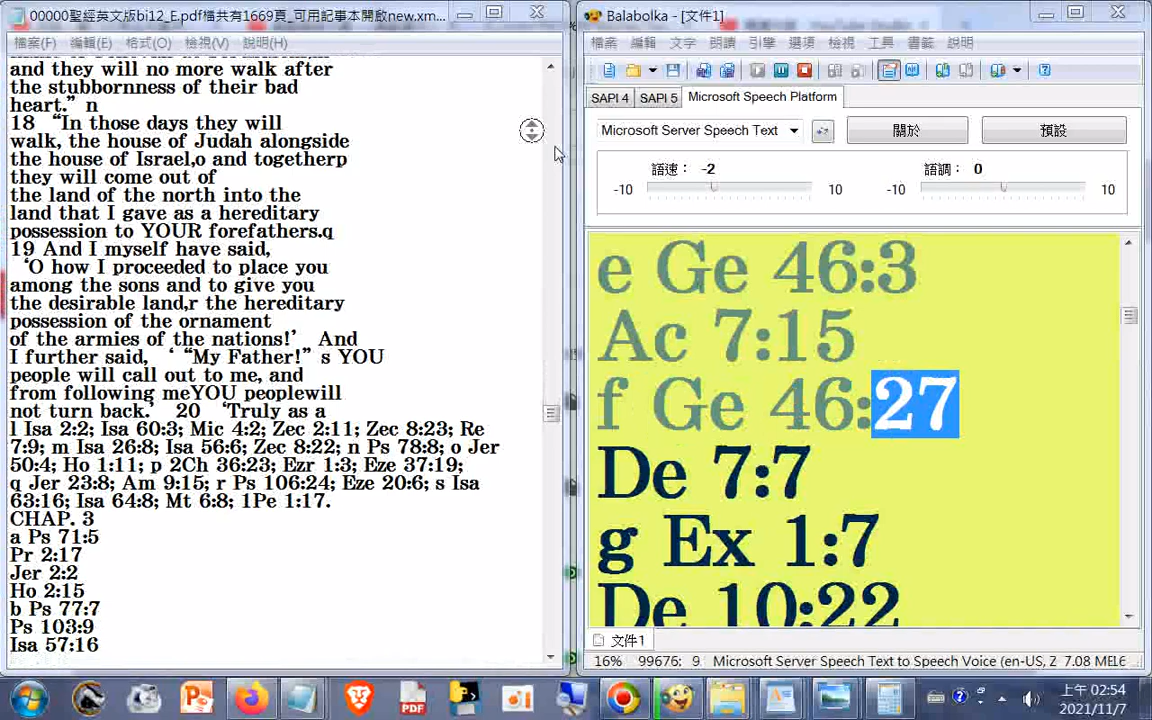 00000聖經英文版bi12_E.pdf檔共有1669頁_可用記事本開啟new.xm...
檔案(F) 編輯(E) 格式(O) 檢視(V) 說明(H)
and they will no more walk after
the stubbornness of their bad
heart.” n
18 “In those days they will
walk, the house of Judah alongside
the house of Israel,o and togetherp
they will come out of
the land of the north into the
land that I gave as a hereditary
possession to YOUR forefathers.q
19 And I myself have said,
‘O how I proceeded to place you
among the sons and to give you
the desirable land,r the hereditary
possession of the ornament
of the armies of the nations!’ And
I further said, ‘ “My Father!” s YOU
people will call out to me, and
from following meYOU peoplewill
not turn back.’ 20 ‘Truly as a
l Isa 2:2; Isa 60:3; Mic 4:2; Zec 2:11; Zec 8:23; Re
7:9; m Isa 26:8; Isa 56:6; Zec 8:22; n Ps 78:8; o Jer
50:4; Ho 1:11; p 2Ch 36:23; Ezr 1:3; Eze 37:19;
q Jer 23:8; Am 9:15; r Ps 106:24; Eze 20:6; s Isa
63:16; Isa 64:8; Mt 6:8; 1Pe 1:17.
CHAP. 3
a Ps 71:5
Pr 2:17
Jer 2:2
Ho 2:15
b Ps 77:7
Ps 103:9
Isa 57:16
Balabolka - [文件1]
檔案 編輯 文字 朗讀 引擎 選項 檢視 工具 書籤 說明
SAPI 4 SAPI 5 Microsoft Speech Platform
Microsoft Server Speech Text 關於 預設
語速： -2 語調： 0
-10 10 -10 10
e Ge 46:3
Ac 7:15
f Ge 46:27
De 7:7
g Ex 1:7
De 10:22
文件1
16% 99676: 9 Microsoft Server Speech Text to Speech Voice (en-US, Z 7.08 МБ
PDF
上午 02:54
2021/11/7